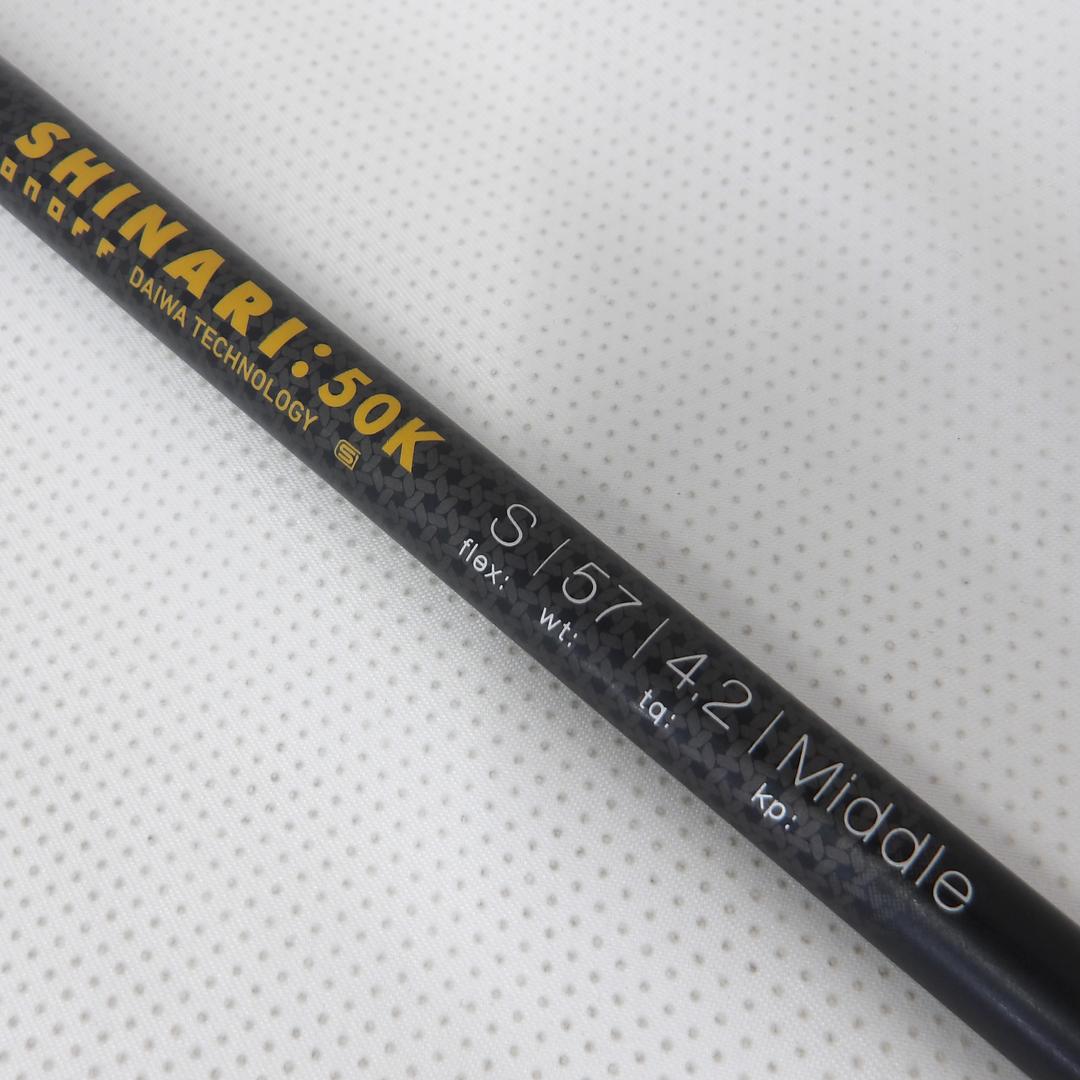 SHINARI:50K
onoff DAIWA TECHNOLOGY S
S | 57 | 4.2 | Middle
flex: wt: tq: kp: